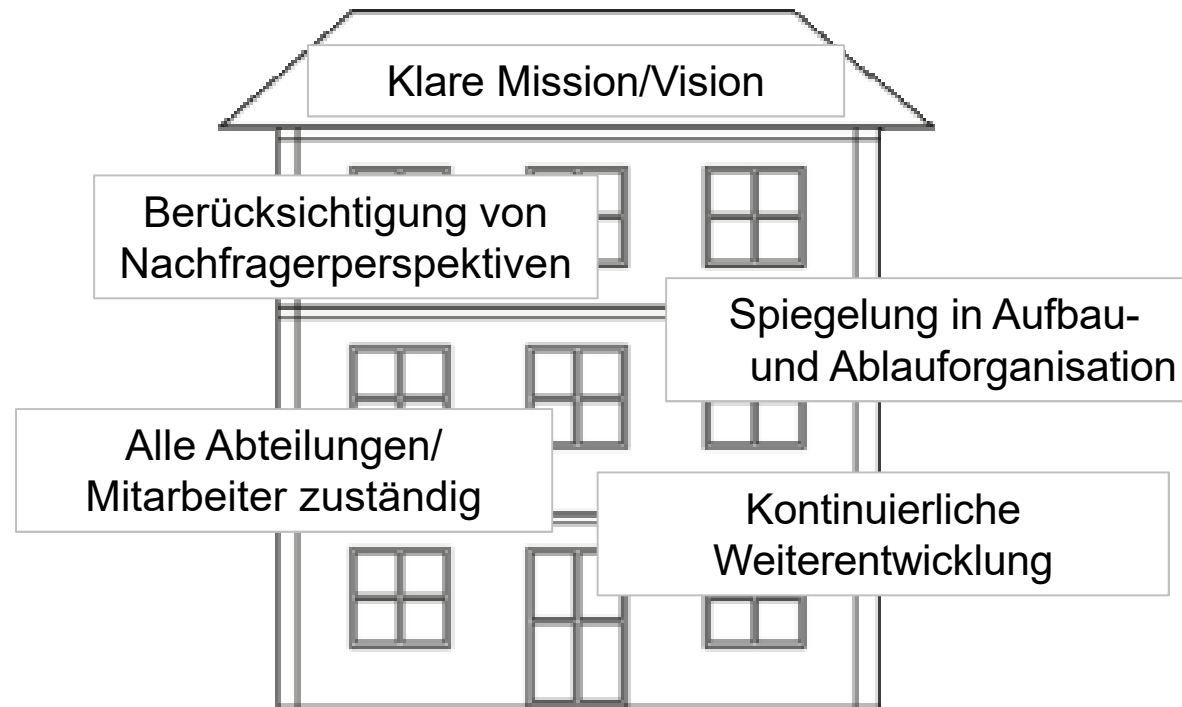 Klare Mission/Vision
Berücksichtigung von
Nachfragerperspektiven
Spiegelung in Aufbau-
und Ablauforganisation
Alle Abteilungen/
Mitarbeiter zuständig
Kontinuierliche
Weiterentwicklung